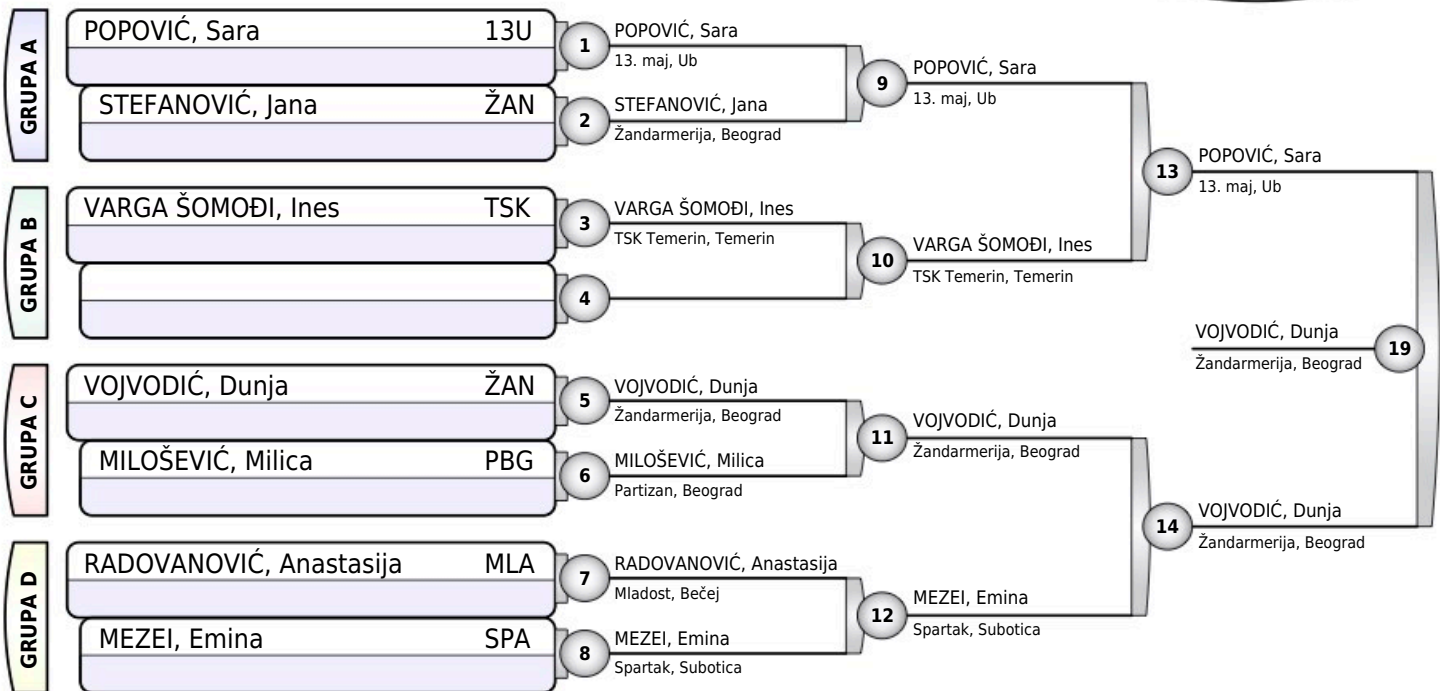 GRUPA A
POPOVIĆ, Sara 13U
STEFANOVIĆ, Jana ŽAN
1
POPOVIĆ, Sara
13. maj, Ub
2
STEFANOVIĆ, Jana
Žandarmerija, Beograd
9
POPOVIĆ, Sara
13. maj, Ub
GRUPA B
VARGA ŠOMOĐI, Ines TSK
3
VARGA ŠOMOĐI, Ines
TSK Temerin, Temerin
4
10
VARGA ŠOMOĐI, Ines
TSK Temerin, Temerin
13
POPOVIĆ, Sara
13. maj, Ub
GRUPA C
VOJVODIĆ, Dunja ŽAN
MILOŠEVIĆ, Milica PBG
5
VOJVODIĆ, Dunja
Žandarmerija, Beograd
6
MILOŠEVIĆ, Milica
Partizan, Beograd
11
VOJVODIĆ, Dunja
Žandarmerija, Beograd
GRUPA D
RADOVANOVIĆ, Anastasija MLA
MEZEI, Emina SPA
7
RADOVANOVIĆ, Anastasija
Mladost, Bečej
8
MEZEI, Emina
Spartak, Subotica
12
MEZEI, Emina
Spartak, Subotica
14
VOJVODIĆ, Dunja
Žandarmerija, Beograd
VOJVODIĆ, Dunja
Žandarmerija, Beograd
19